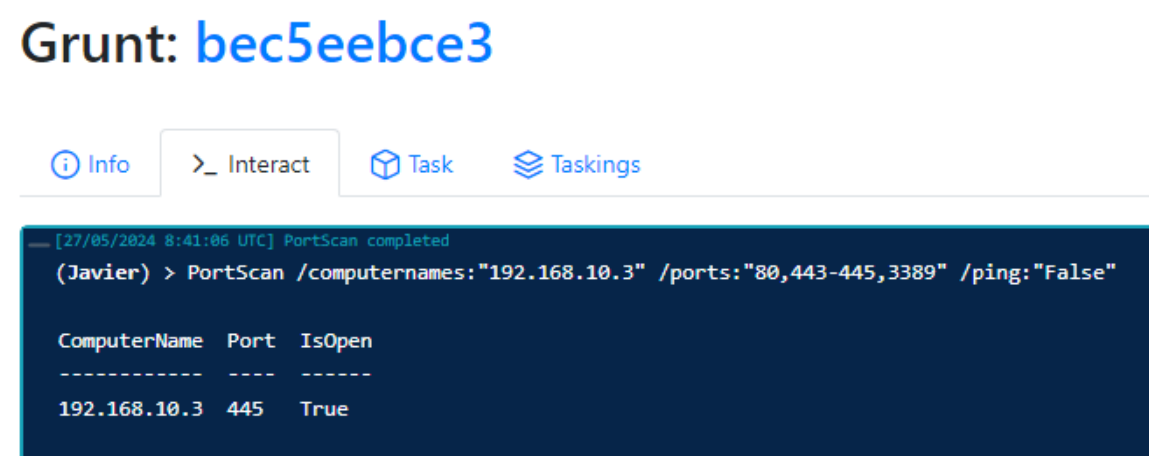 Grunt: bec5eebce3
Info >_ Interact Task Taskings
[27/05/2024 8:41:06 UTC] PortScan completed
(Javier) > PortScan /computernames:"192.168.10.3" /ports:"80,443-445,3389" /ping:"False"
ComputerName Port IsOpen
------------ ---- ------
192.168.10.3 445 True